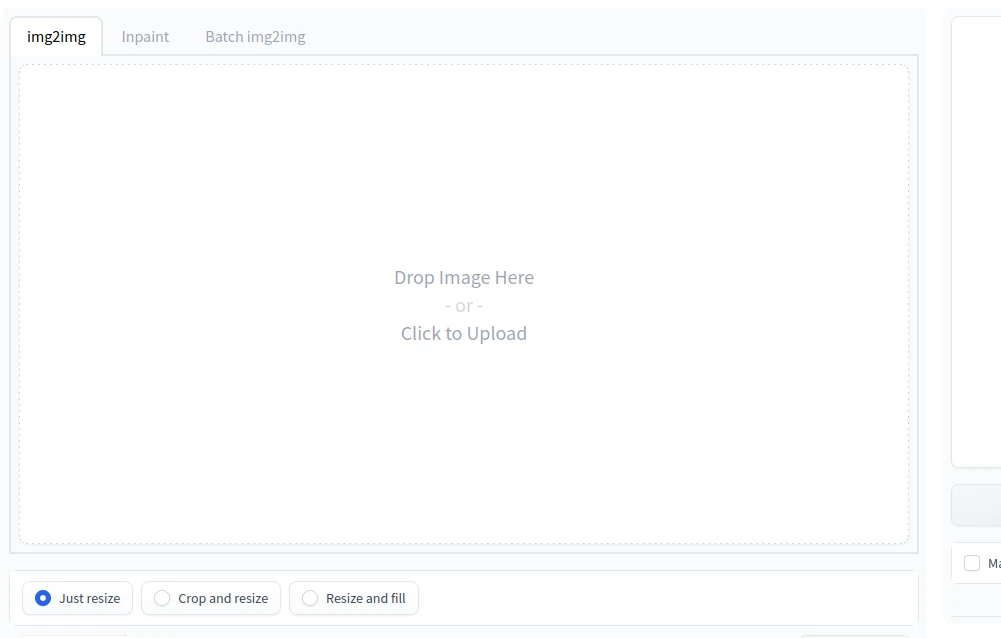 img2img Inpaint Batch img2img
Drop Image Here
- or -
Click to Upload
Just resize Crop and resize Resize and fill